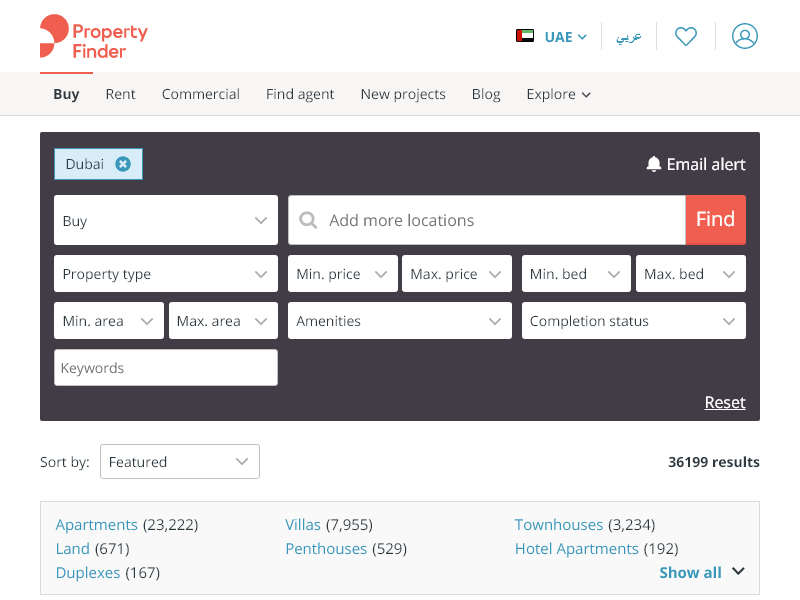 Property
Finder
UAE
عربي
Buy Rent Commercial Find agent New projects Blog Explore
Dubai
Email alert
Buy
Add more locations
Find
Property type
Min. price
Max. price
Min. bed
Max. bed
Min. area
Max. area
Amenities
Completion status
Keywords
Reset
Sort by: Featured
36199 results
Apartments (23,222) Villas (7,955) Townhouses (3,234)
Land (671) Penthouses (529) Hotel Apartments (192)
Duplexes (167) Show all